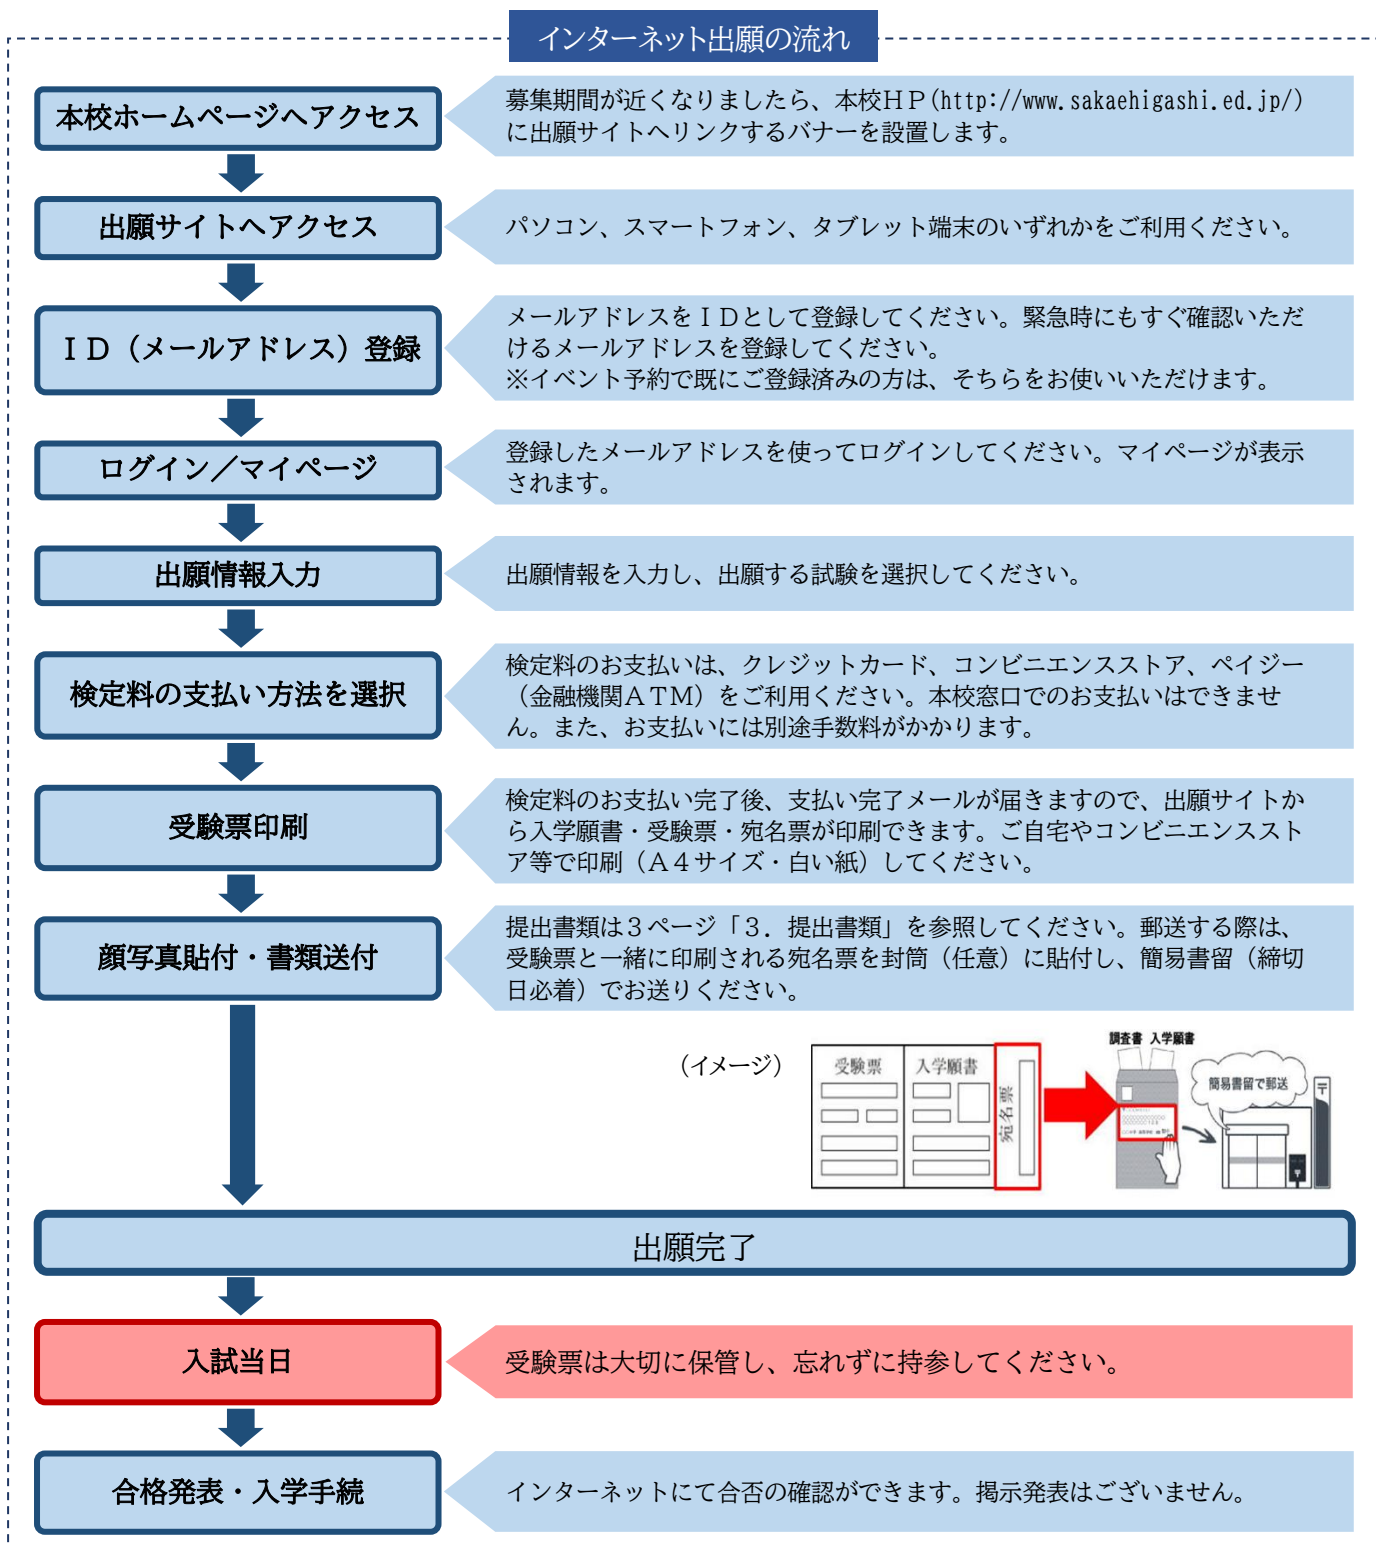 インターネット出願の流れ
本校ホームページへアクセス
募集期間が近くなりましたら、本校ＨＰ(http://www.sakaehigashi.ed.jp/)
に出願サイトへリンクするバナーを設置します。
出願サイトへアクセス
パソコン、スマートフォン、タブレット端末のいずれかをご利用ください。
ＩＤ（メールアドレス）登録
メールアドレスをＩＤとして登録してください。緊急時にもすぐ確認いただ
けるメールアドレスを登録してください。
※イベント予約で既にご登録済みの方は、そちらをお使いいただけます。
ログイン／マイページ
登録したメールアドレスを使ってログインしてください。マイページが表示
されます。
出願情報入力
出願情報を入力し、出願する試験を選択してください。
検定料の支払い方法を選択
検定料のお支払いは、クレジットカード、コンビニエンスストア、ペイジー
（金融機関ＡＴＭ）をご利用ください。本校窓口でのお支払いはできませ
ん。また、お支払いには別途手数料がかかります。
受験票印刷
検定料のお支払い完了後、支払い完了メールが届きますので、出願サイトか
ら入学願書・受験票・宛名票が印刷できます。ご自宅やコンビニエンススト
ア等で印刷（Ａ４サイズ・白い紙）してください。
顔写真貼付・書類送付
提出書類は３ページ「３．提出書類」を参照してください。郵送する際は、
受験票と一緒に印刷される宛名票を封筒（任意）に貼付し、簡易書留（締切
日必着）でお送りください。
（イメージ）
受験票
入学願書
宛名票
調査書 入学願書
簡易書留で郵送
〒
出願完了
入試当日
受験票は大切に保管し、忘れずに持参してください。
合格発表・入学手続
インターネットにて合否の確認ができます。掲示発表はございません。